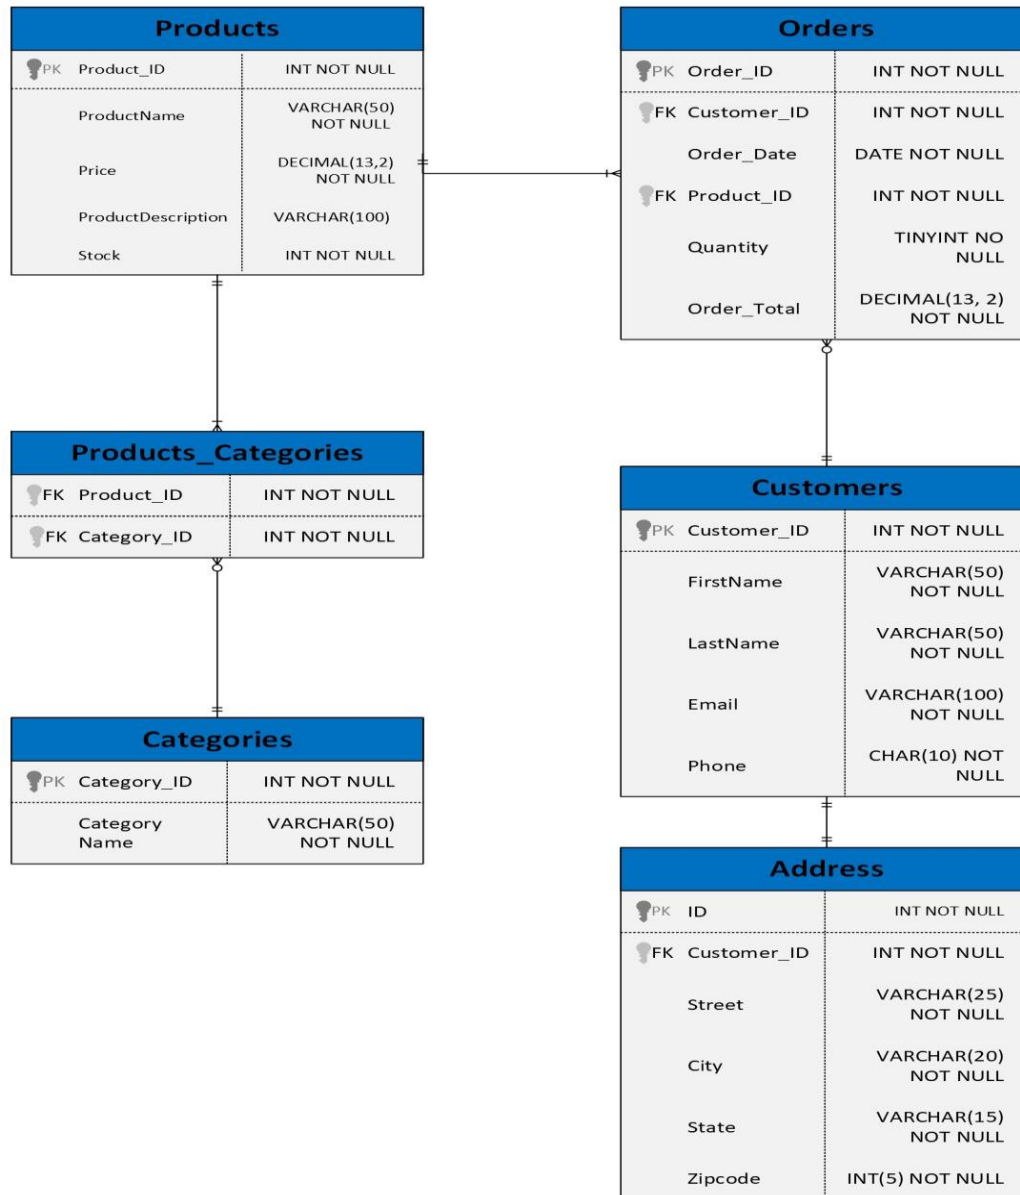 Products
PK Product_ID INT NOT NULL
ProductName VARCHAR(50)
NOT NULL
Price DECIMAL(13,2)
NOT NULL
ProductDescription VARCHAR(100)
Stock INT NOT NULL
Orders
PK Order_ID INT NOT NULL
FK Customer_ID INT NOT NULL
Order_Date DATE NOT NULL
FK Product_ID INT NOT NULL
Quantity TINYINT NO
NULL
Order_Total DECIMAL(13, 2)
NOT NULL
Products_Categories
FK Product_ID INT NOT NULL
FK Category_ID INT NOT NULL
Customers
PK Customer_ID INT NOT NULL
FirstName VARCHAR(50)
NOT NULL
LastName VARCHAR(50)
NOT NULL
Email VARCHAR(100)
NOT NULL
Phone CHAR(10) NOT
NULL
Categories
PK Category_ID INT NOT NULL
Category VARCHAR(50)
Name NOT NULL
Address
PK ID INT NOT NULL
FK Customer_ID INT NOT NULL
Street VARCHAR(25)
NOT NULL
City VARCHAR(20)
NOT NULL
State VARCHAR(15)
NOT NULL
Zipcode INT(5) NOT NULL